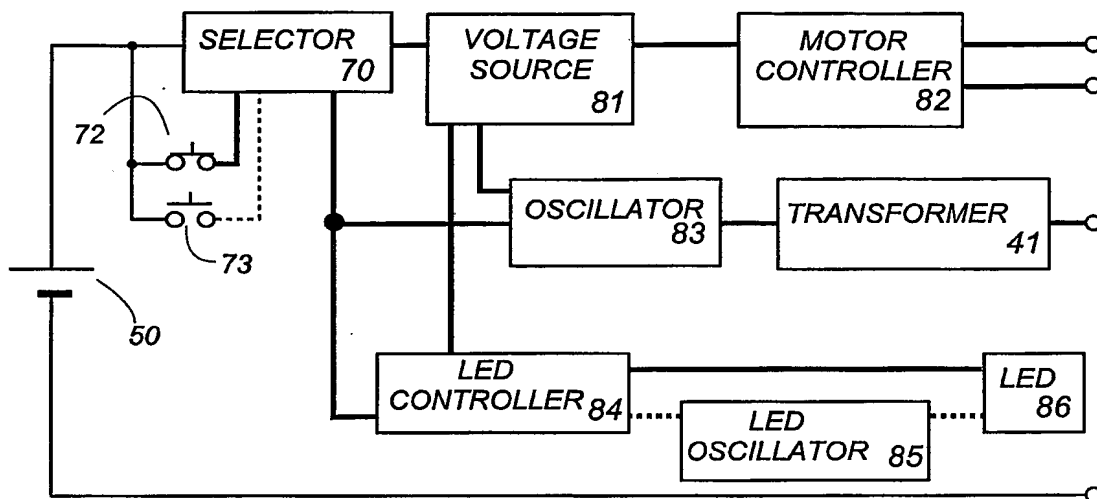 SELECTOR
70
VOLTAGE
SOURCE
81
MOTOR
CONTROLLER
82
72
73
50
OSCILLATOR
83
TRANSFORMER
41
LED
CONTROLLER 84
LED
OSCILLATOR 85
LED
86